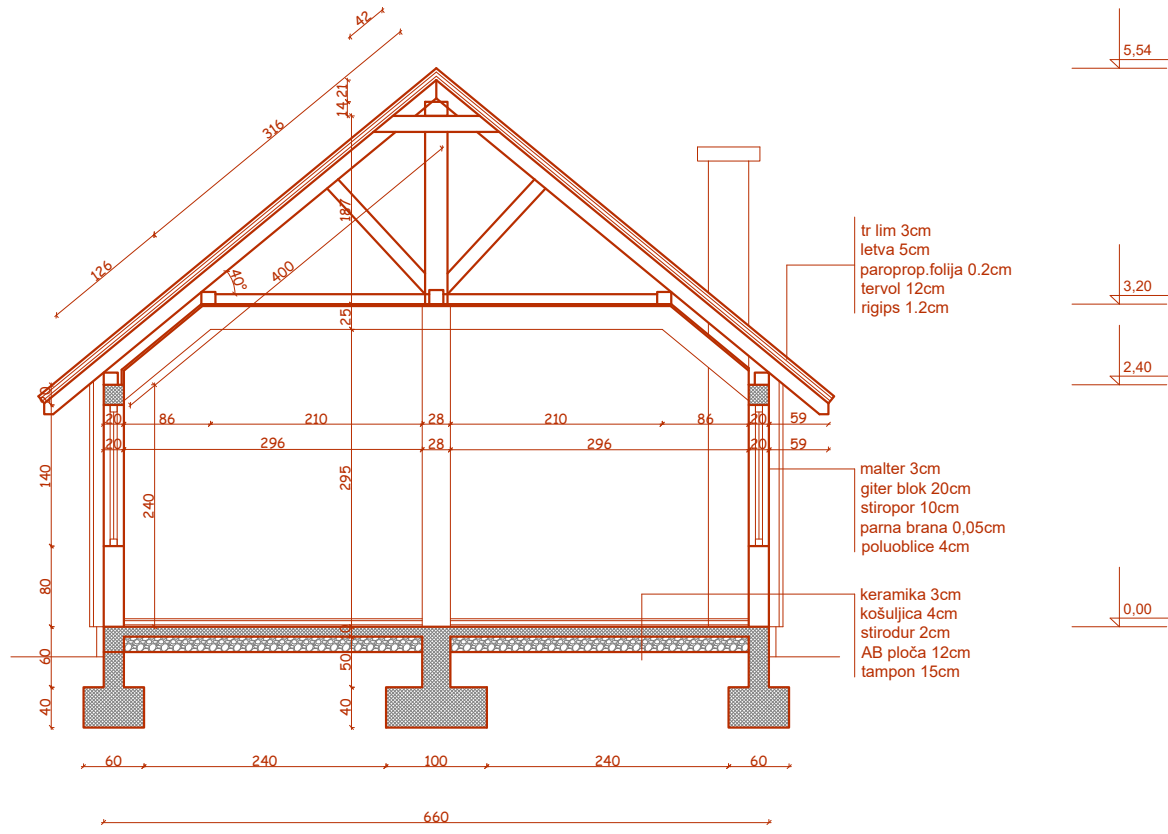 42
5,54
14,21
316
187
126
40°
400
tr lim 3cm
letva 5cm
paroprop.folija 0.2cm
tervol 12cm
rigips 1.2cm
3,20
25
2,40
20 86 210 28 210 86 20 59
20 296 28 296 20 59
140
240
295
malter 3cm
giter blok 20cm
stiropor 10cm
parna brana 0,05cm
poluoblice 4cm
80
keramika 3cm
košuljica 4cm
stirodur 2cm
AB ploča 12cm
tampon 15cm
0,00
60
50
40
40
60 240 100 240 60
660